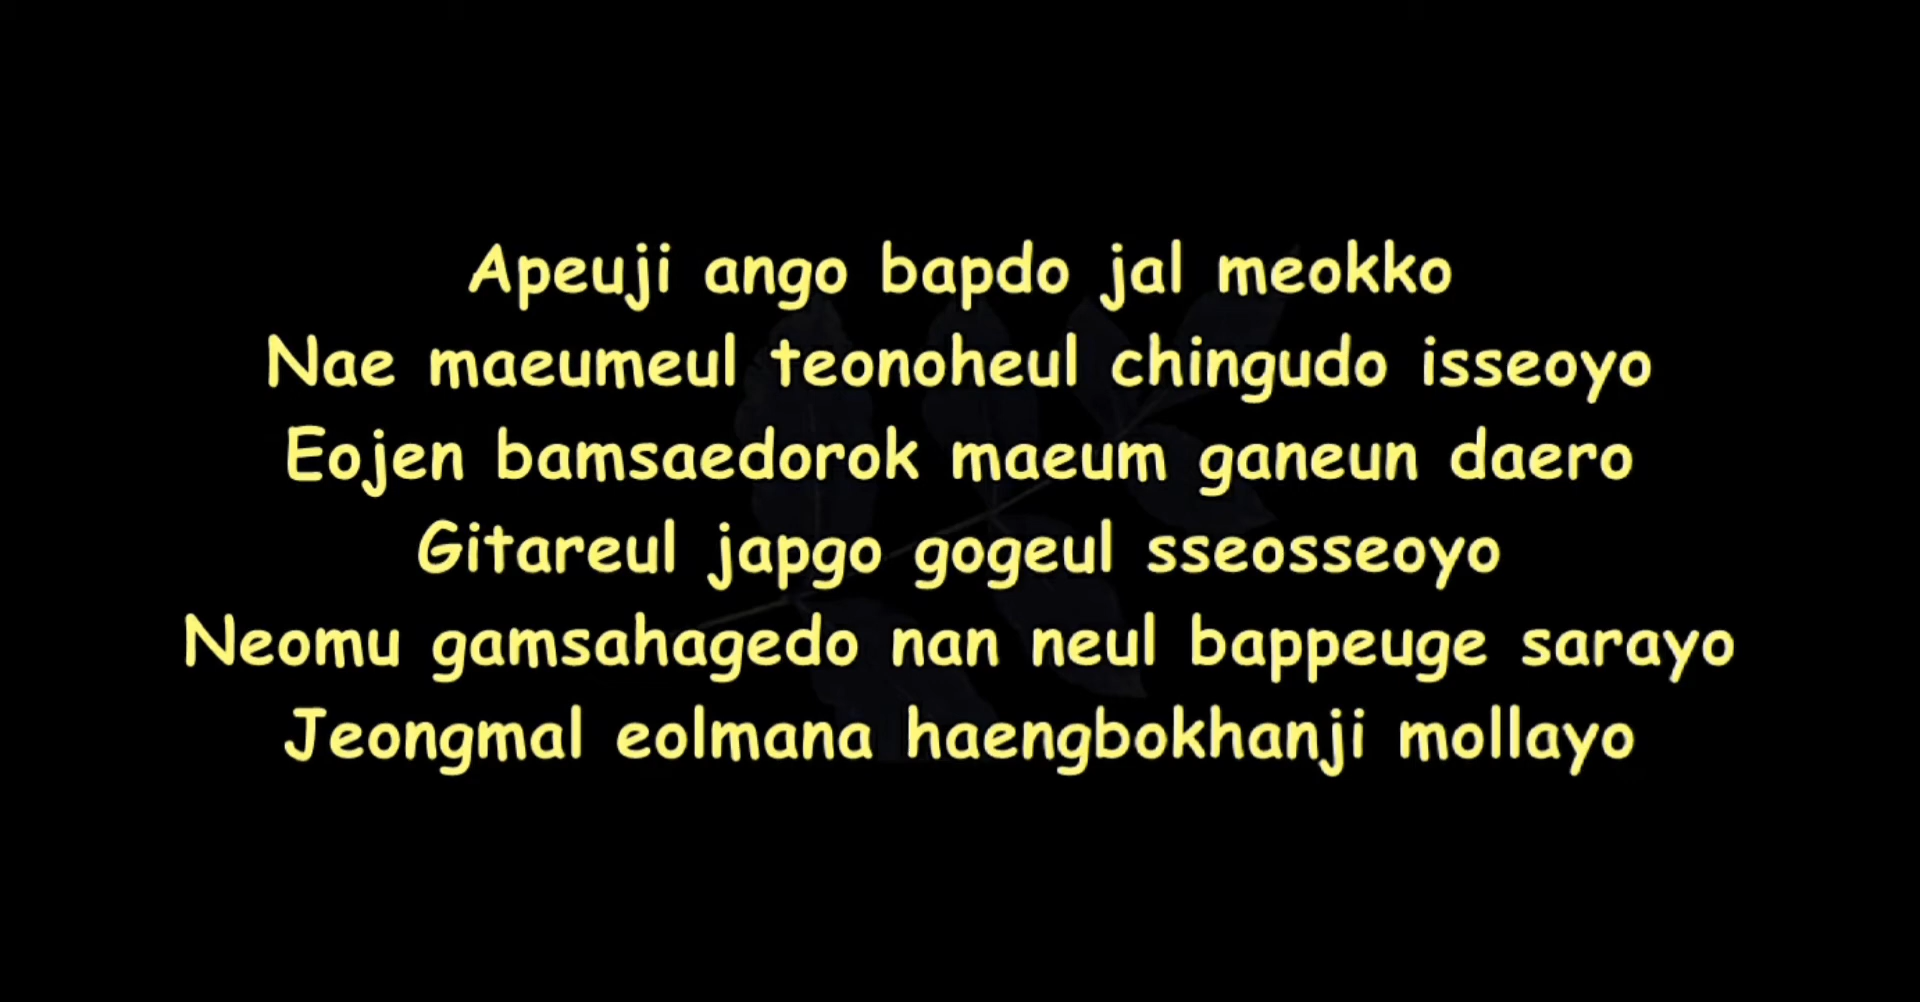 Apeuji ango bapdo jal meokko
Nae maeumeul teonoheul chingudo isseoyo
Eojen bamsaedorok maeum ganeun daero
Gitareul japgo gogeul sseosseoyo
Neomu gamsahagedo nan neul bappeuge sarayo
Jeongmal eolmana haengbokhanji mollayo